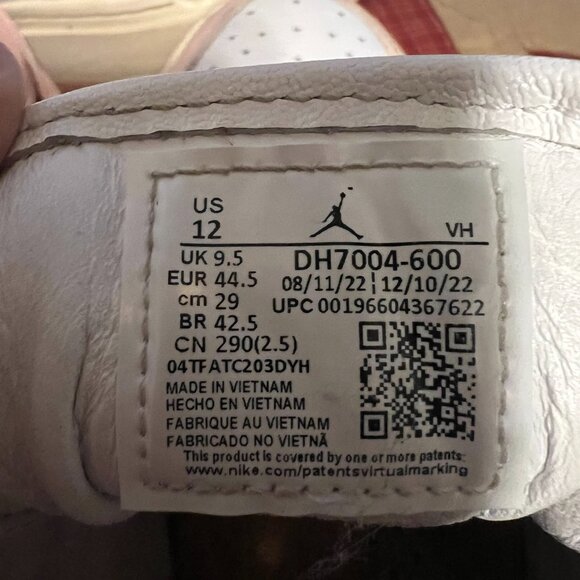 US
12
VH
UK 9.5
EUR 44.5
cm 29
BR 42.5
CN 290(2.5)
DH7004-600
08/11/22 12/10/22
UPC 00196604367622
04TFATC203DYH
MADE IN VIETNAM
HECHO EN VIETNAM
FABRIQUE AU VIETNAM
FABRICADO NO VIETNÃ
This product is covered by one or more patents:
www.nike.com/patentsvirtualmarking